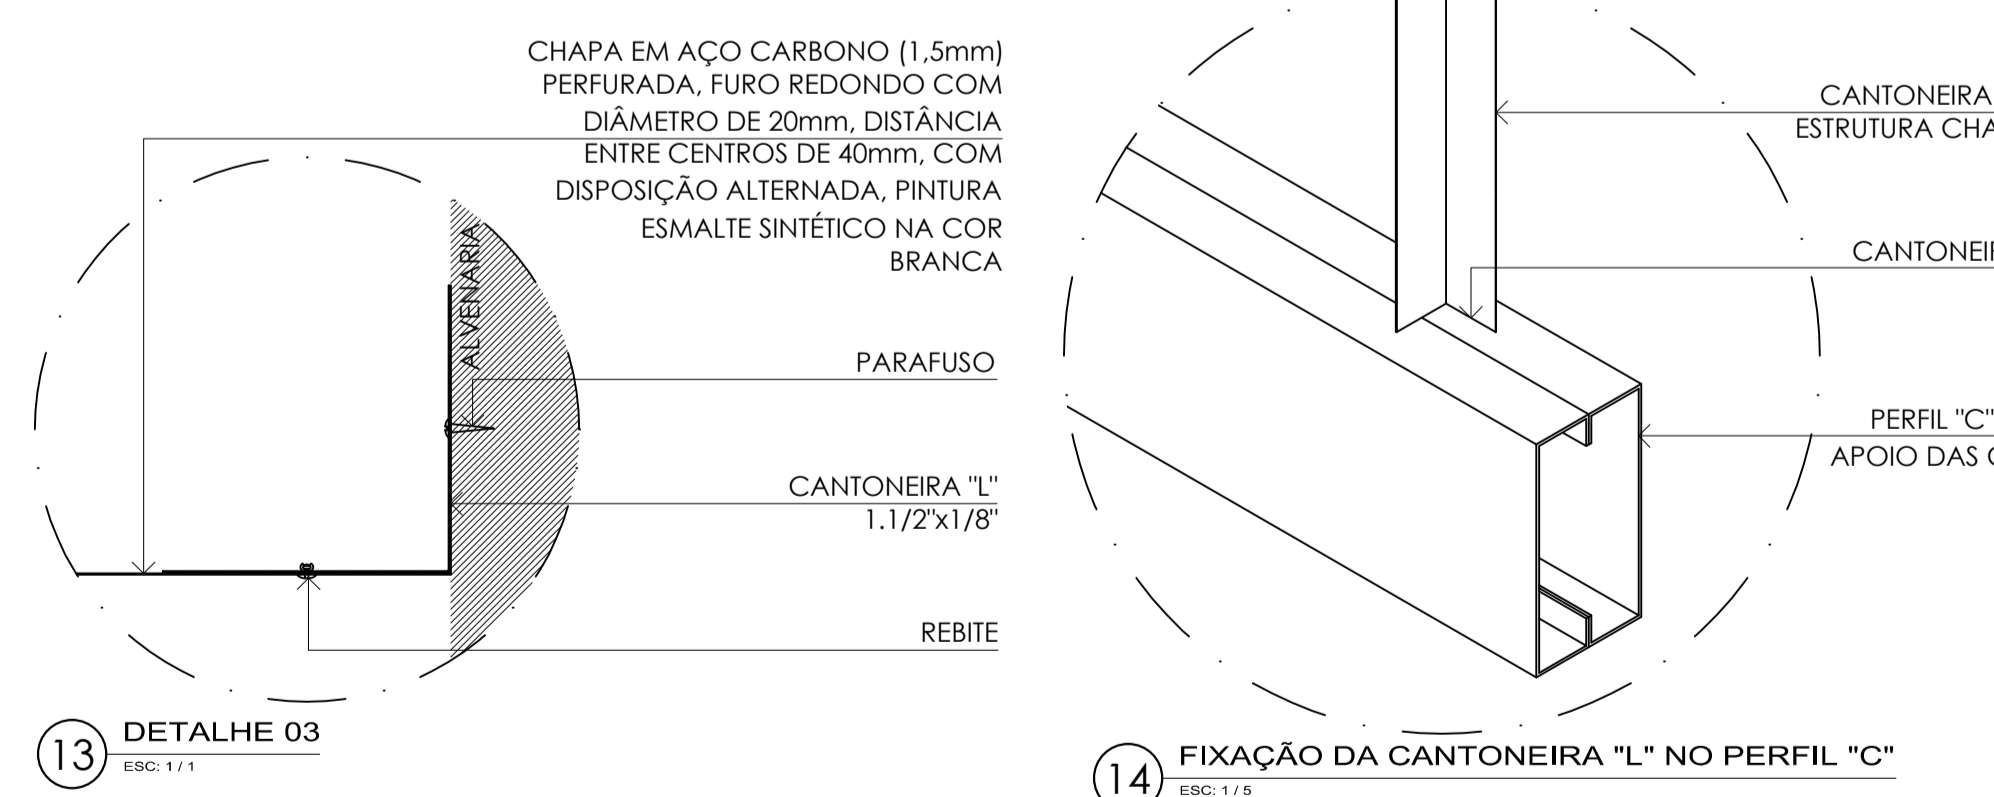 CHAPA EM AÇO CARBONO (1,5mm)
PERFURADA, FURO REDONDO COM
DIÂMETRO DE 20mm, DISTÂNCIA
ENTRE CENTROS DE 40mm, COM
DISPOSIÇÃO ALTERNADA, PINTURA
ESMALTE SINTÉTICO NA COR
BRANCA
ALVENARIA
PARAFUSO
CANTONEIRA "L"
1.1/2"x1/8"
REBITE
13
DETALHE 03
ESC: 1 / 1
CANTONEIRA
ESTRUTURA
PERFIL "C"
APOIO DAS
14
FIXAÇÃO DA CANTONEIRA "L" NO PERFIL "C"
ESC: 1 / 5